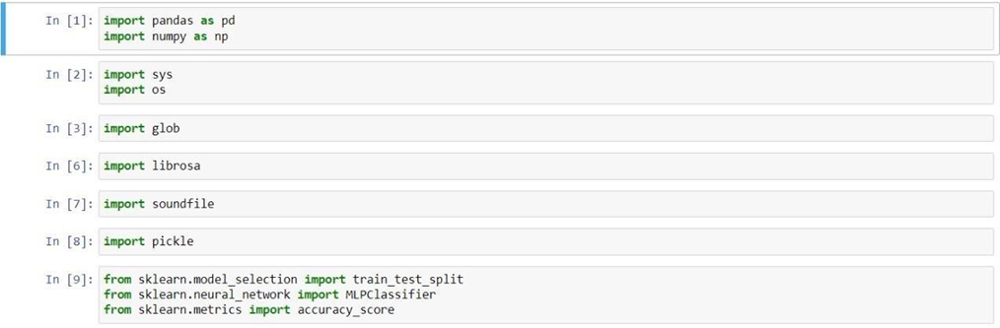 In [1]: import pandas as pd
import numpy as np
In [2]: import sys
import os
In [3]: import glob
In [6]: import librosa
In [7]: import soundfile
In [8]: import pickle
In [9]: from sklearn.model_selection import train_test_split
from sklearn.neural_network import MLPClassifier
from sklearn.metrics import accuracy_score